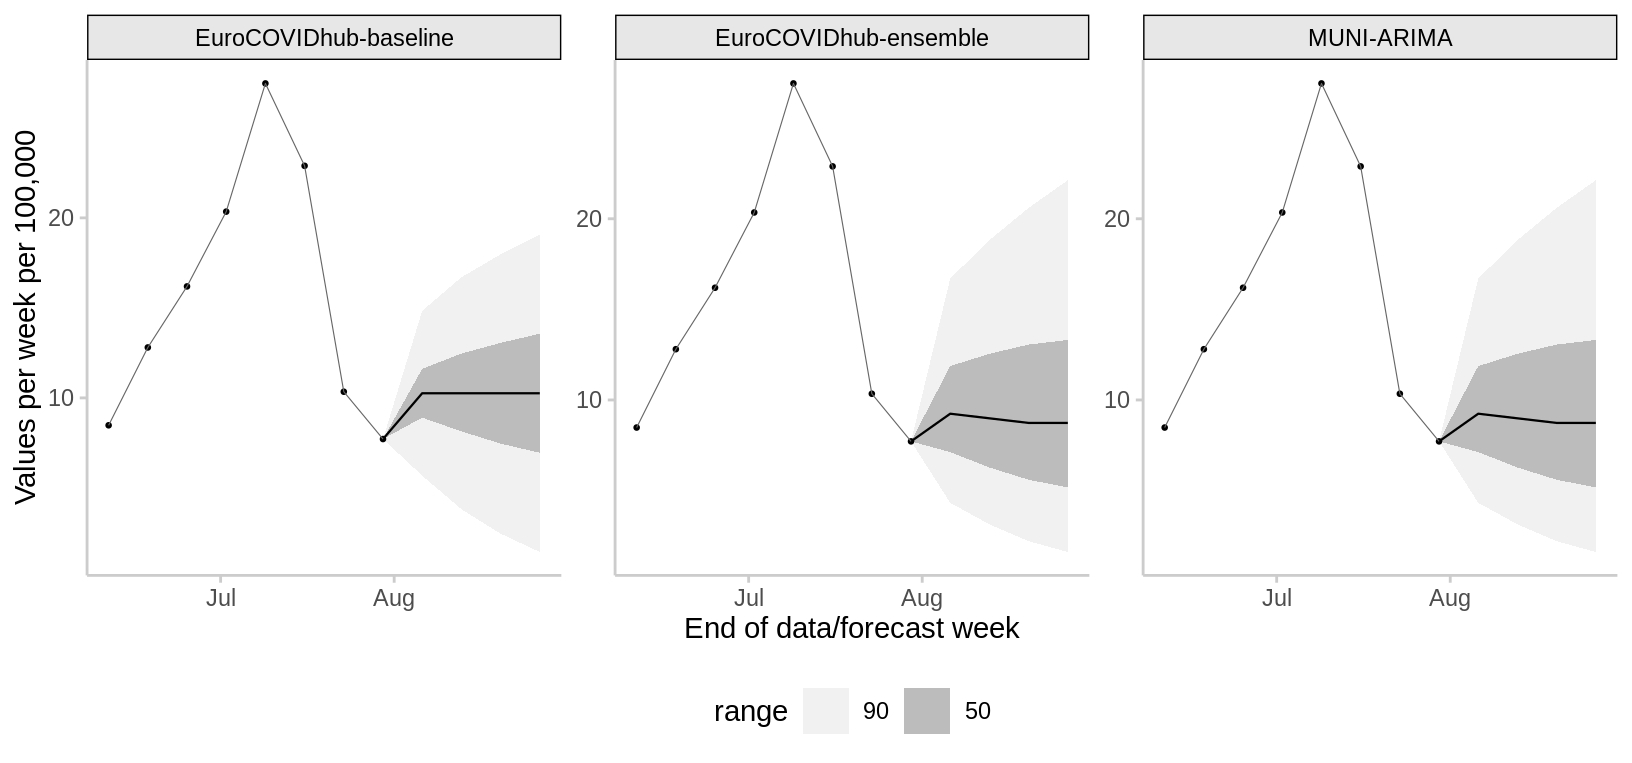 EuroCOVIDhub-baseline
EuroCOVIDhub-ensemble
MUNI-ARIMA
Values per week per 100,000
20
10
20
10
20
10
Jul
Aug
Jul
Aug
Jul
Aug
End of data/forecast week
range
90
50